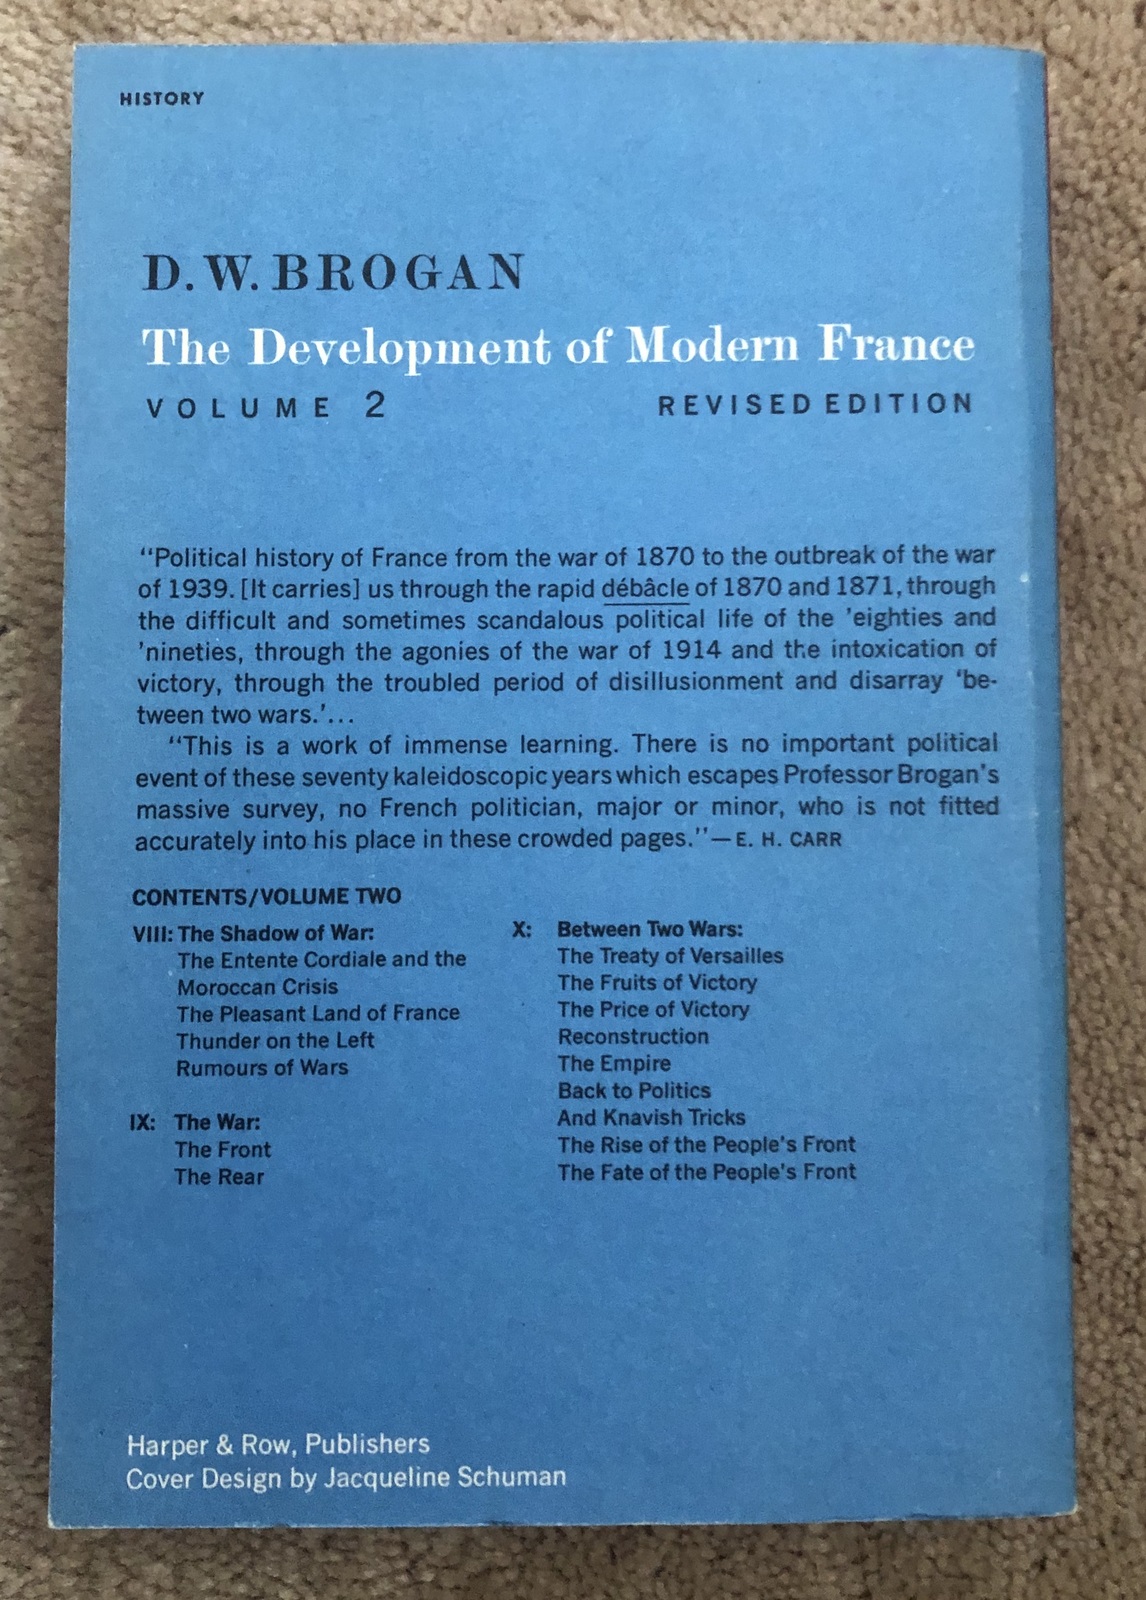 HISTORY
D. W. BROGAN
The Development of Modern France
VOLUME 2 REVISED EDITION
“Political history of France from the war of 1870 to the outbreak of the war
of 1939. [It carries] us through the rapid débâcle of 1870 and 1871, through
the difficult and sometimes scandalous political life of the ’eighties and
’nineties, through the agonies of the war of 1914 and the intoxication of
victory, through the troubled period of disillusionment and disarray ‘be-
tween two wars.’...
“This is a work of immense learning. There is no important political
event of these seventy kaleidoscopic years which escapes Professor Brogan’s
massive survey, no French politician, major or minor, who is not fitted
accurately into his place in these crowded pages.”—E. H. CARR
CONTENTS/VOLUME TWO
VIII: The Shadow of War:
The Entente Cordiale and the
Moroccan Crisis
The Pleasant Land of France
Thunder on the Left
Rumours of Wars
IX: The War:
The Front
The Rear
X: Between Two Wars:
The Treaty of Versailles
The Fruits of Victory
The Price of Victory
Reconstruction
The Empire
Back to Politics
And Knavish Tricks
The Rise of the People’s Front
The Fate of the People’s Front
Harper & Row, Publishers
Cover Design by Jacqueline Schuman